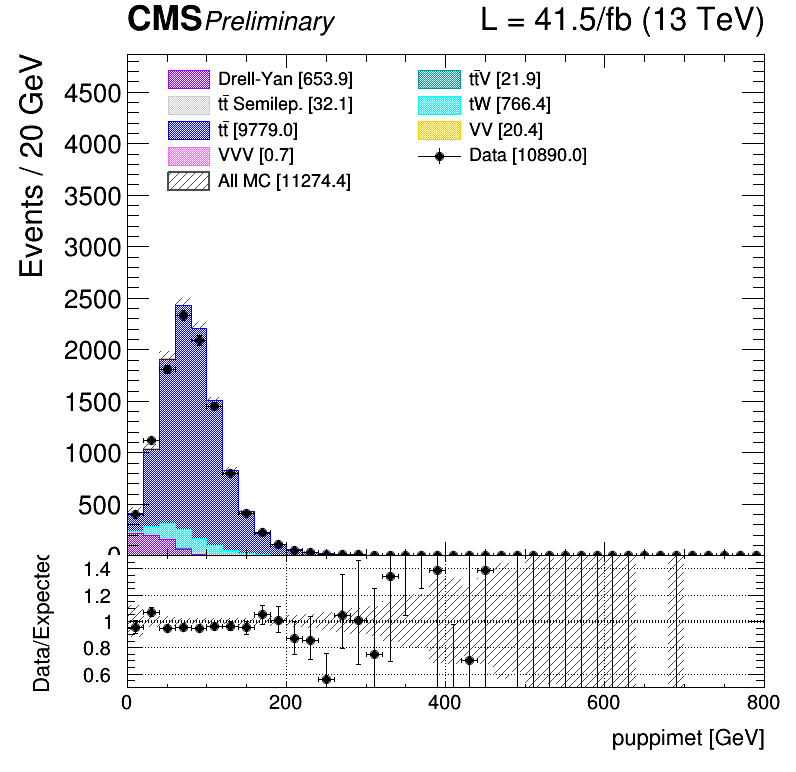 CMS Preliminary L = 41.5/fb (13 TeV)
Drell-Yan [653.9]
tt̄ Semilep. [32.1]
tt̄ [9779.0]
VVV [0.7]
All MC [11274.4]
tt̄V [21.9]
tW [766.4]
VV [20.4]
Data [10890.0]
Events / 20 GeV
4500
4000
3500
3000
2500
2000
1500
1000
500
0
Data/Expected
1.4
1.2
1
0.8
0.6
0 200 400 600 800
puppimet [GeV]